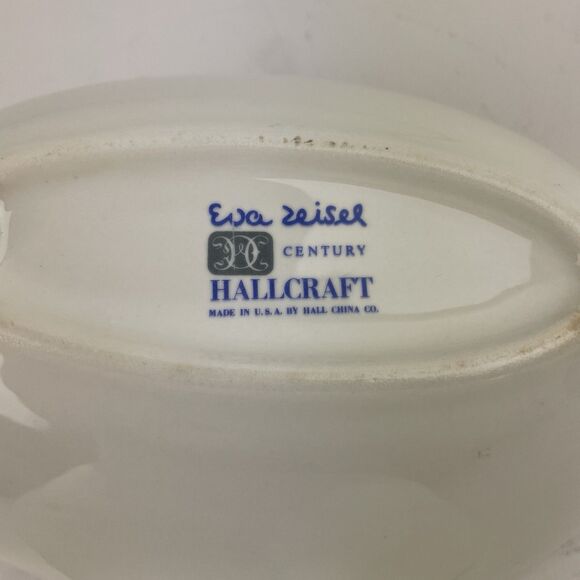 Eva Zeisel
CENTURY
HALLCRAFT
MADE IN U.S.A. BY HALL CHINA CO.